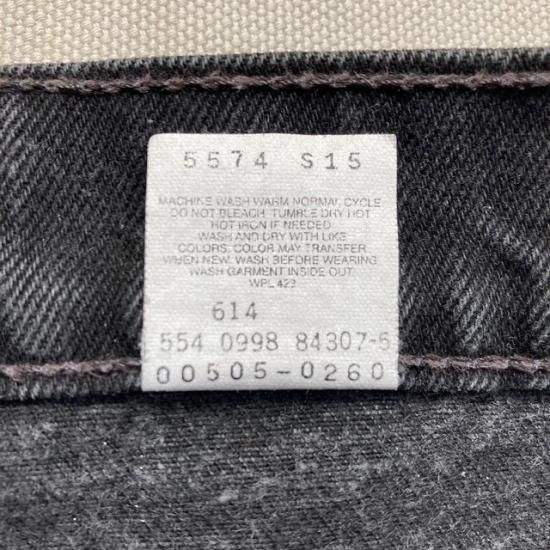 5574 S15
MACHINE WASH WARM NORMAL CYCLE
DO NOT BLEACH, TUMBLE DRY HOT
HOT IRON IF NEEDED
WASH AND DRY WITH LIKE
COLORS. COLOR MAY TRANSFER
WHEN NEW. WASH BEFORE WEARING.
WASH GARMENT INSIDE OUT.
WPL 423
614
554 0998 84307-6
00505-0260